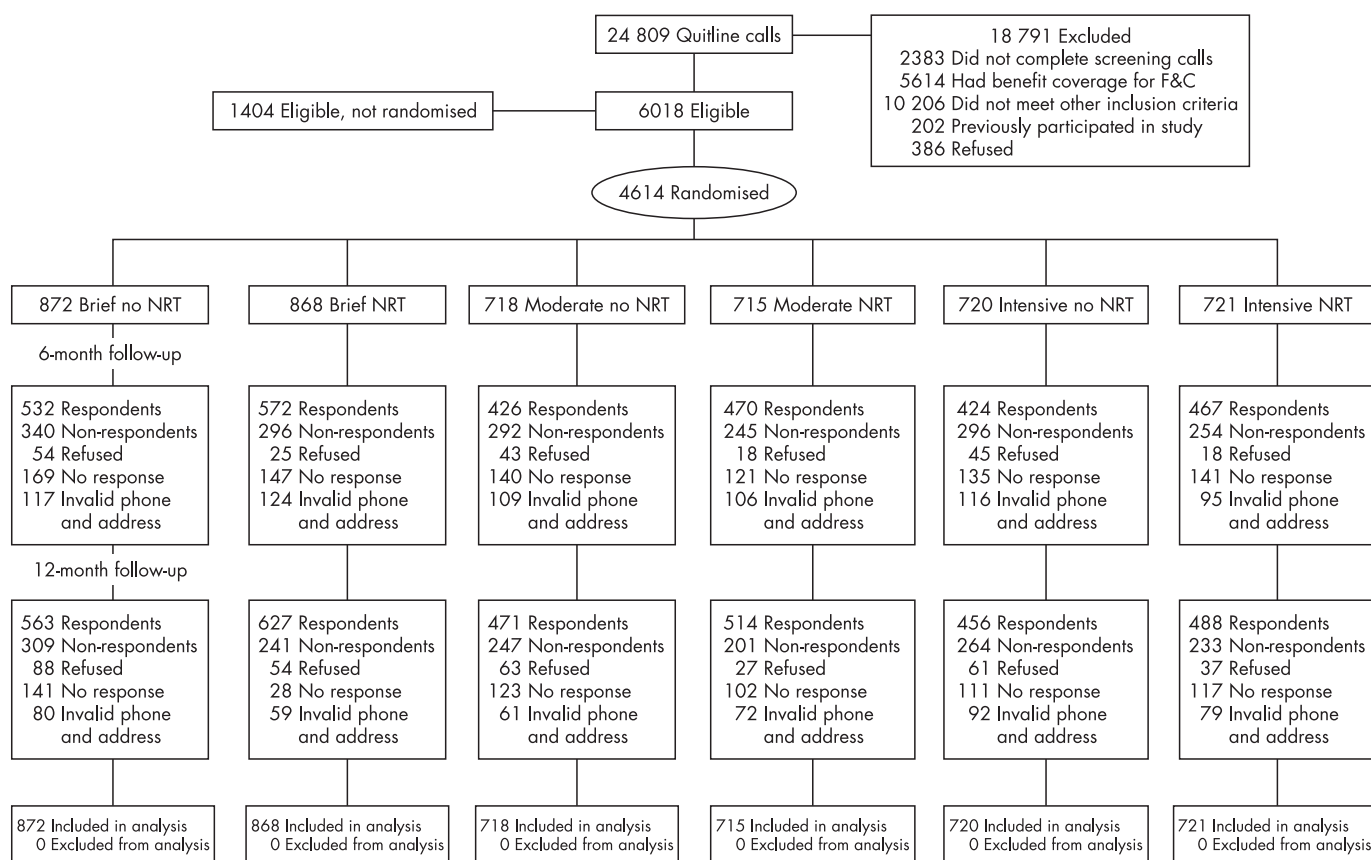 24 809 Quitline calls
18 791 Excluded
2383 Did not complete screening calls
5614 Had benefit coverage for F&C
10 206 Did not meet other inclusion criteria
202 Previously participated in study
386 Refused
1404 Eligible, not randomised
6018 Eligible
4614 Randomised
872 Brief no NRT
868 Brief NRT
718 Moderate no NRT
715 Moderate NRT
720 Intensive no NRT
721 Intensive NRT
6-month follow-up
532 Respondents
340 Non-respondents
54 Refused
169 No response
117 Invalid phone
and address
572 Respondents
296 Non-respondents
25 Refused
147 No response
124 Invalid phone
and address
426 Respondents
292 Non-respondents
43 Refused
140 No response
109 Invalid phone
and address
470 Respondents
245 Non-respondents
18 Refused
121 No response
106 Invalid phone
and address
424 Respondents
296 Non-respondents
45 Refused
135 No response
116 Invalid phone
and address
467 Respondents
254 Non-respondents
18 Refused
141 No response
95 Invalid phone
and address
12-month follow-up
563 Respondents
309 Non-respondents
88 Refused
141 No response
80 Invalid phone
and address
627 Respondents
241 Non-respondents
54 Refused
28 No response
59 Invalid phone
and address
471 Respondents
247 Non-respondents
63 Refused
123 No response
61 Invalid phone
and address
514 Respondents
201 Non-respondents
27 Refused
102 No response
72 Invalid phone
and address
456 Respondents
264 Non-respondents
61 Refused
111 No response
92 Invalid phone
and address
488 Respondents
233 Non-respondents
37 Refused
117 No response
79 Invalid phone
and address
872 Included in analysis
0 Excluded from analysis
868 Included in analysis
0 Excluded from analysis
718 Included in analysis
0 Excluded from analysis
715 Included in analysis
0 Excluded from analysis
720 Included in analysis
0 Excluded from analysis
721 Included in analysis
0 Excluded from analysis